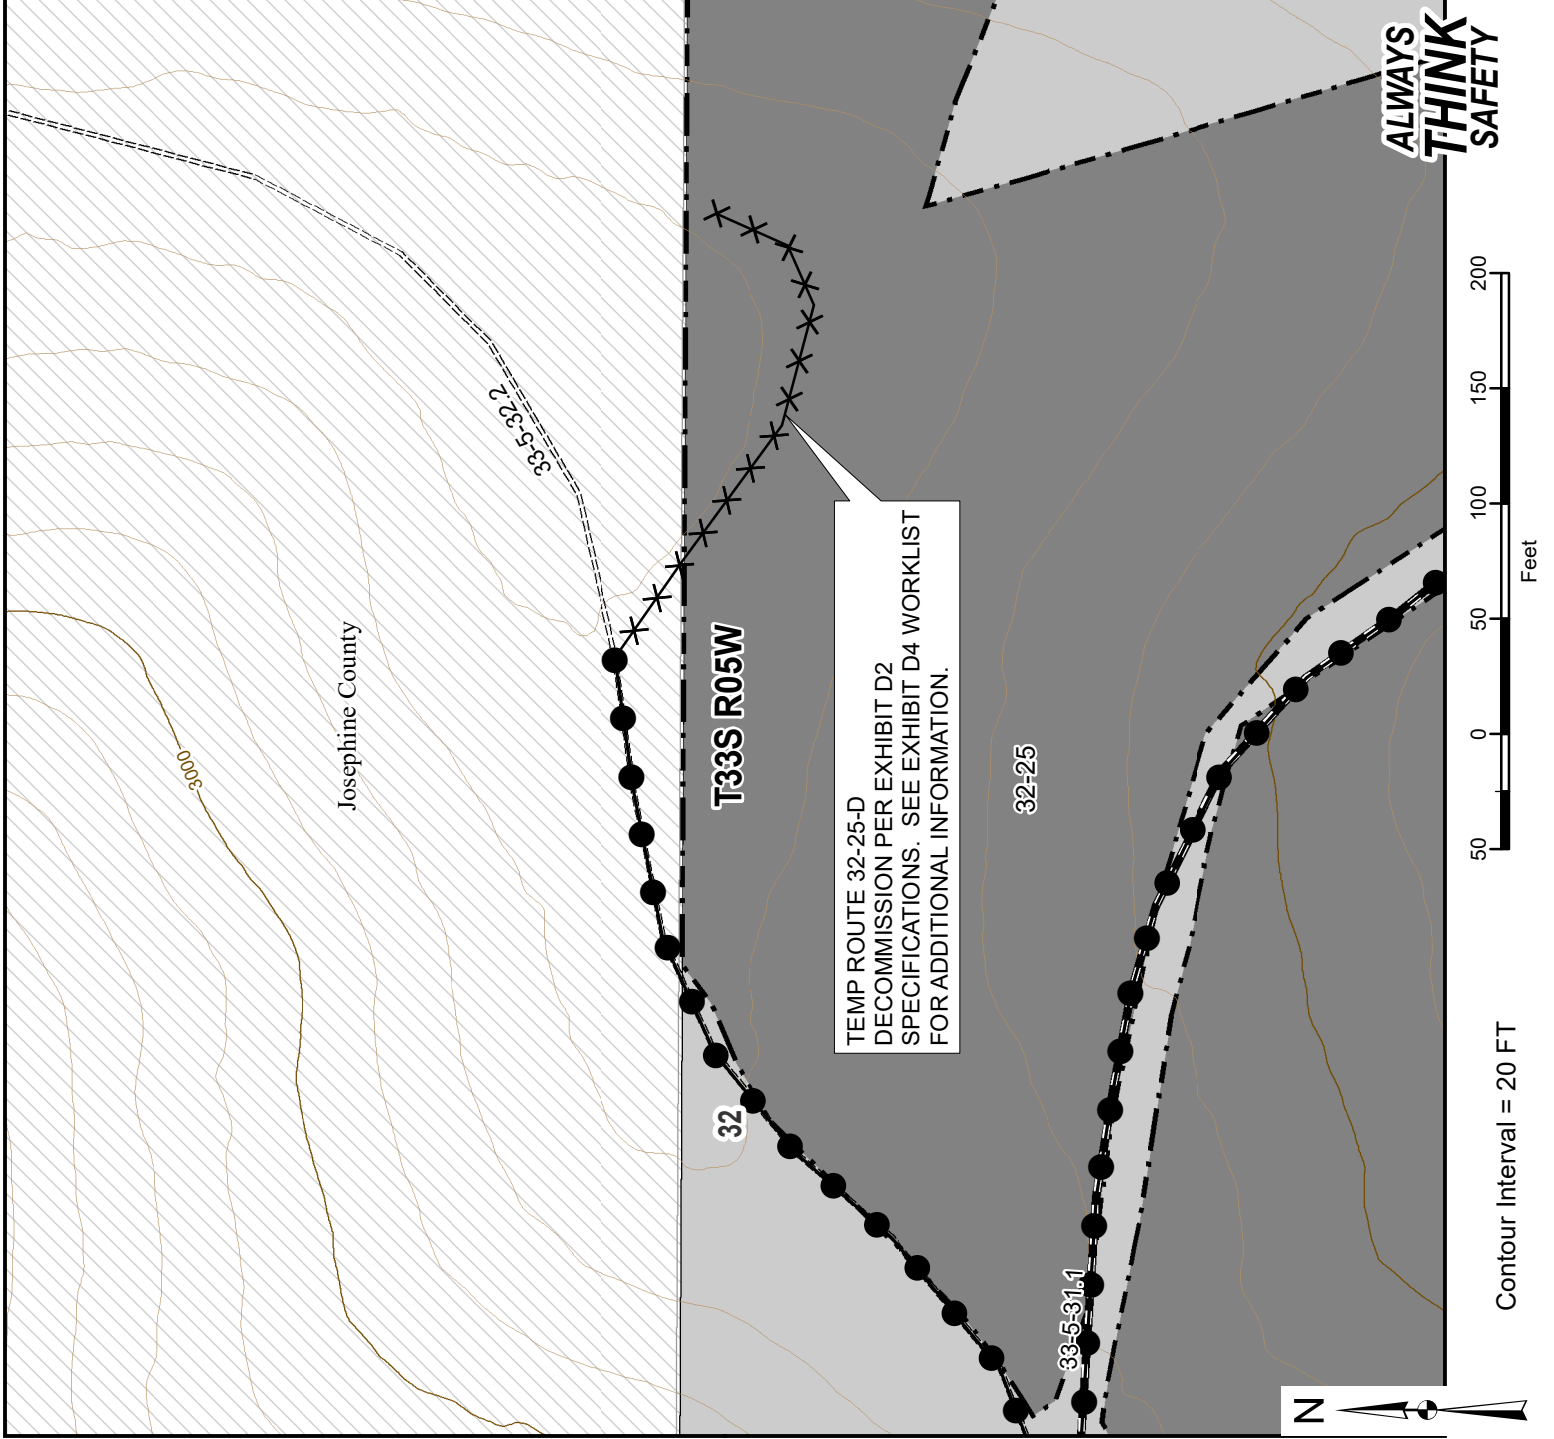 33-5-32.2
3000
Josephine County
T33S R05W
32
TEMP ROUTE 32-25-D
DECOMMISSION PER EXHIBIT D2
SPECIFICATIONS.  SEE EXHIBIT D4 WORKLIST
FOR ADDITIONAL INFORMATION.
32-25
33-5-31.1
N
Contour Interval = 20 FT
50 0 50 100 150 200
Feet
ALWAYS
THINK
SAFETY